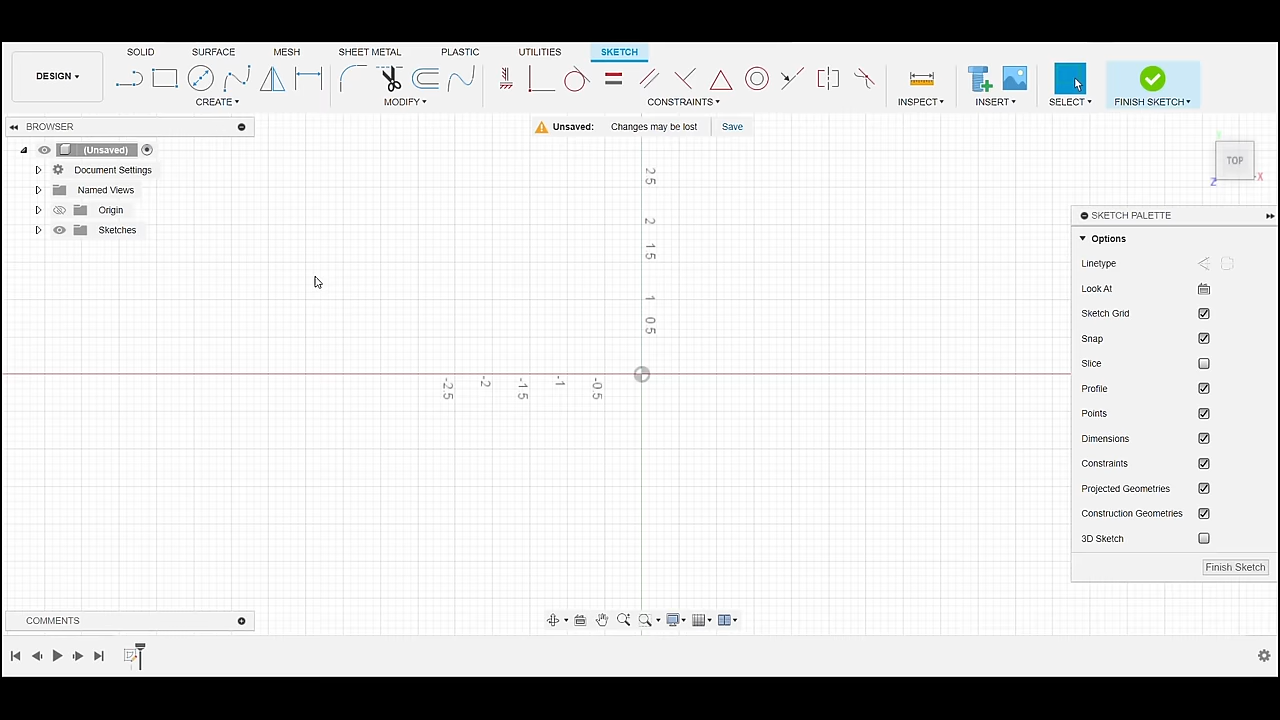 SOLID SURFACE MESH SHEET METAL PLASTIC UTILITIES SKETCH
DESIGN
CREATE MODIFY CONSTRAINTS INSPECT INSERT SELECT FINISH SKETCH
BROWSER
Unsaved: Changes may be lost Save
(Unsaved)
Document Settings
Named Views
Origin
Sketches
TOP
X
Z
2.5
2
1.5
1
0.5
-2.5 -2 -1.5 -1 -0.5
SKETCH PALETTE
Options
Linetype
Look At
Sketch Grid
Snap
Slice
Profile
Points
Dimensions
Constraints
Projected Geometries
Construction Geometries
3D Sketch
Finish Sketch
COMMENTS